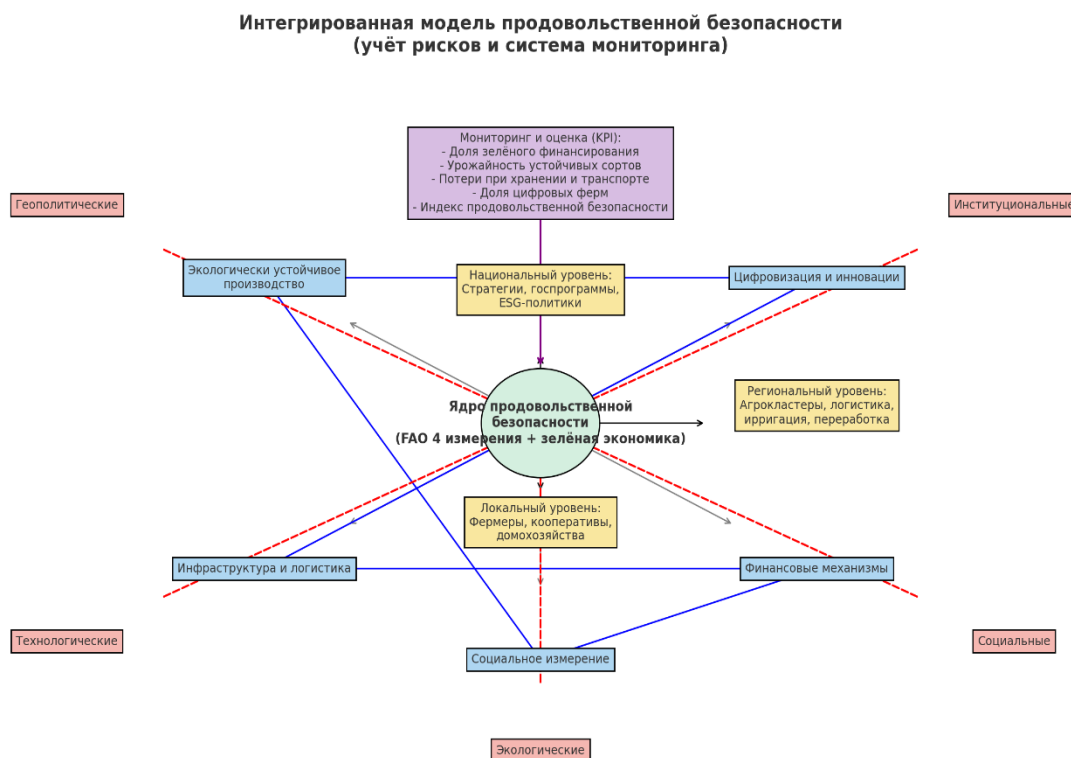 Интегрированная модель продовольственной безопасности
(учёт рисков и система мониторинга)
Мониторинг и оценка (KPI):
- Доля зелёного финансирования
- Урожайность устойчивых сортов
- Потери при хранении и транспорте
- Доля цифровых ферм
- Индекс продовольственной безопасности
Геополитические
Институциональные
Экологически устойчивое
производство
Национальный уровень:
Стратегии, госпрограммы,
ESG-политики
Цифровизация и инновации
Региональный уровень:
Агрокластеры, логистика,
ирригация, переработка
Ядро продовольственной
безопасности
(FAO 4 измерения + зелёная экономика)
Локальный уровень:
Фермеры, кооперативы,
домохозяйства
Инфраструктура и логистика
Финансовые механизмы
Технологические
Социальные
Социальное измерение
Экологические